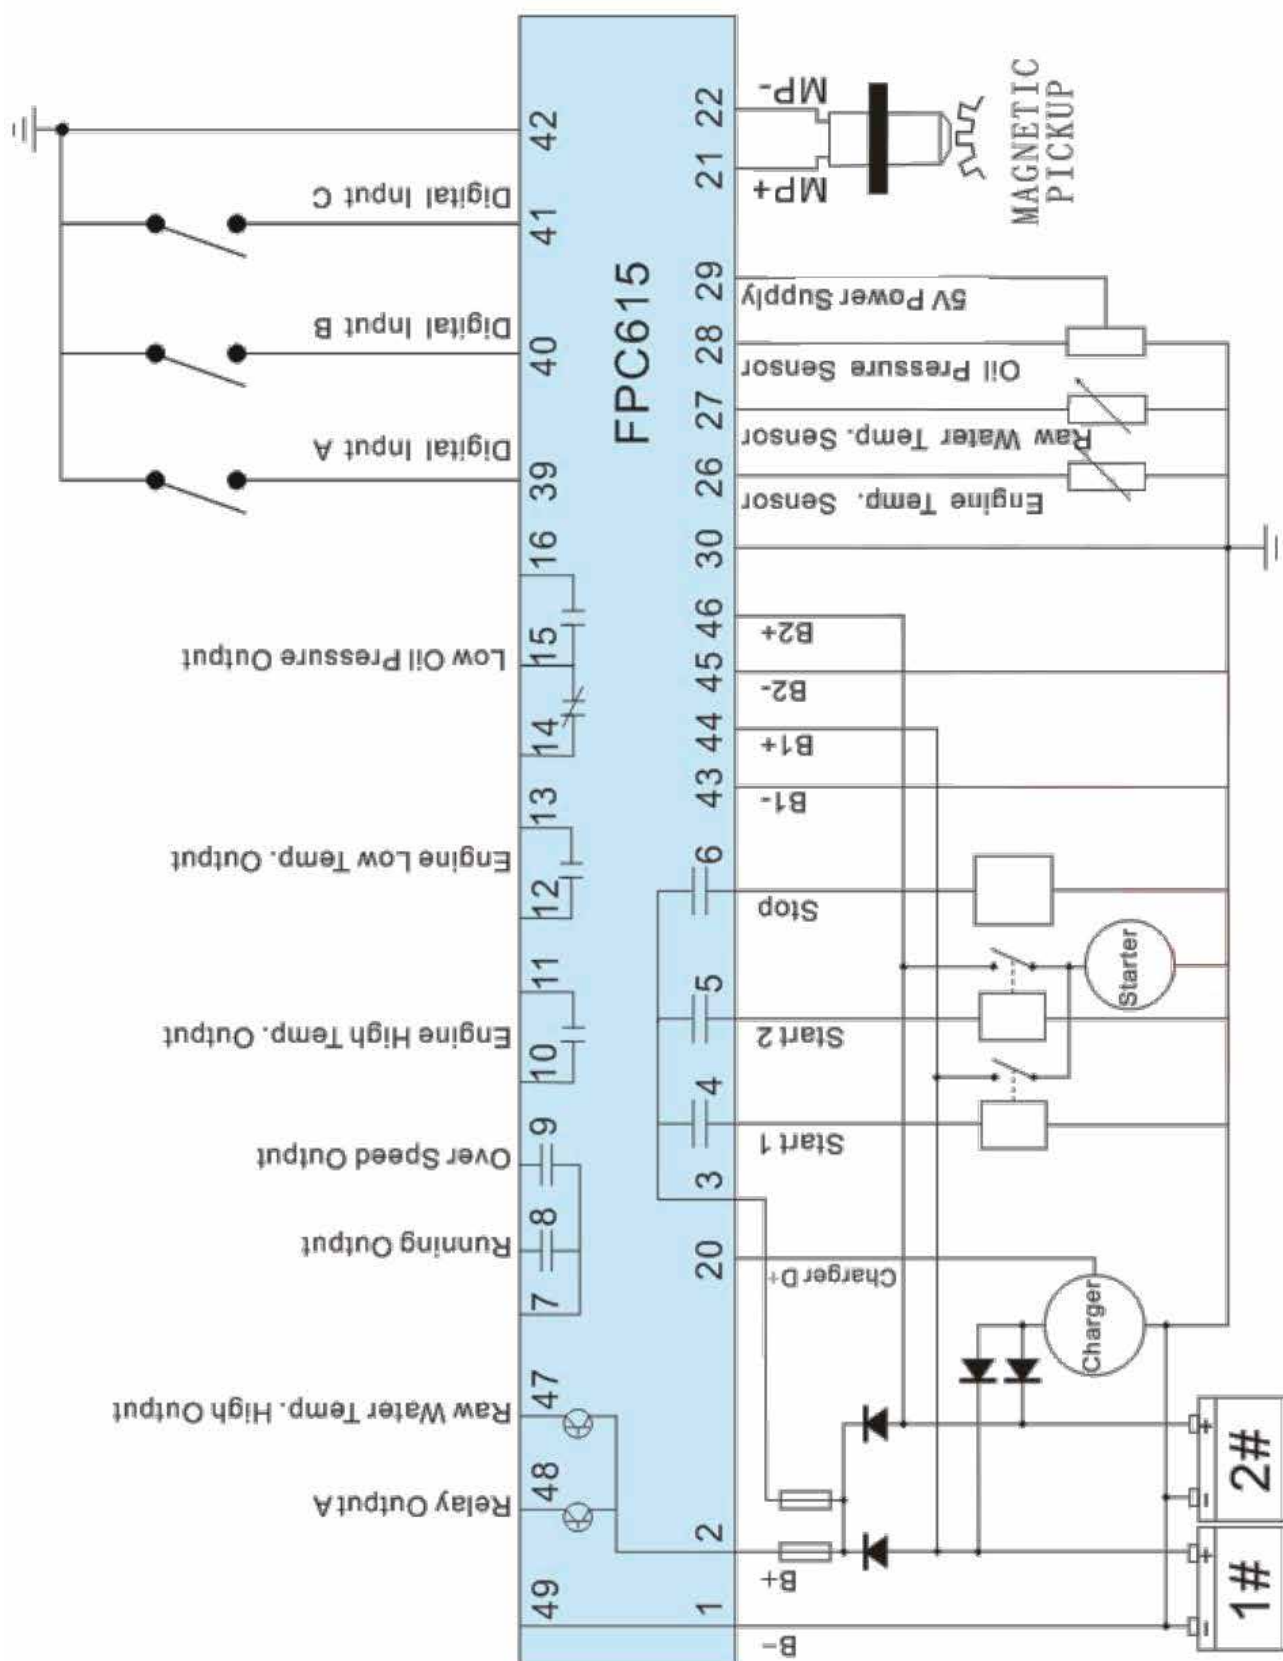 42
Digital Input C
41
Digital Input B
40
Digital Input A
39
16
Low Oil Pressure Output
15
14
13
Engine Low Temp. Output
12
11
Engine High Temp. Output
10
Over Speed Output
9
Running Output
8
7
Raw Water Temp. High Output
47
Relay Output A
48
49
FPC615
22
MP-
21
MP+
MAGNETIC
PICKUP
29
5V Power Supply
28
Oil Pressure Sensor
27
Raw Water Temp. Sensor
26
Engine Temp. Sensor
30
46
B2+
45
B2-
44
B1+
43
B1-
6
Stop
5
Start 2
Starter
4
Start 1
3
20
Charger D+
Charger
2
B+
1
B-
+
-
2#
+
-
1#